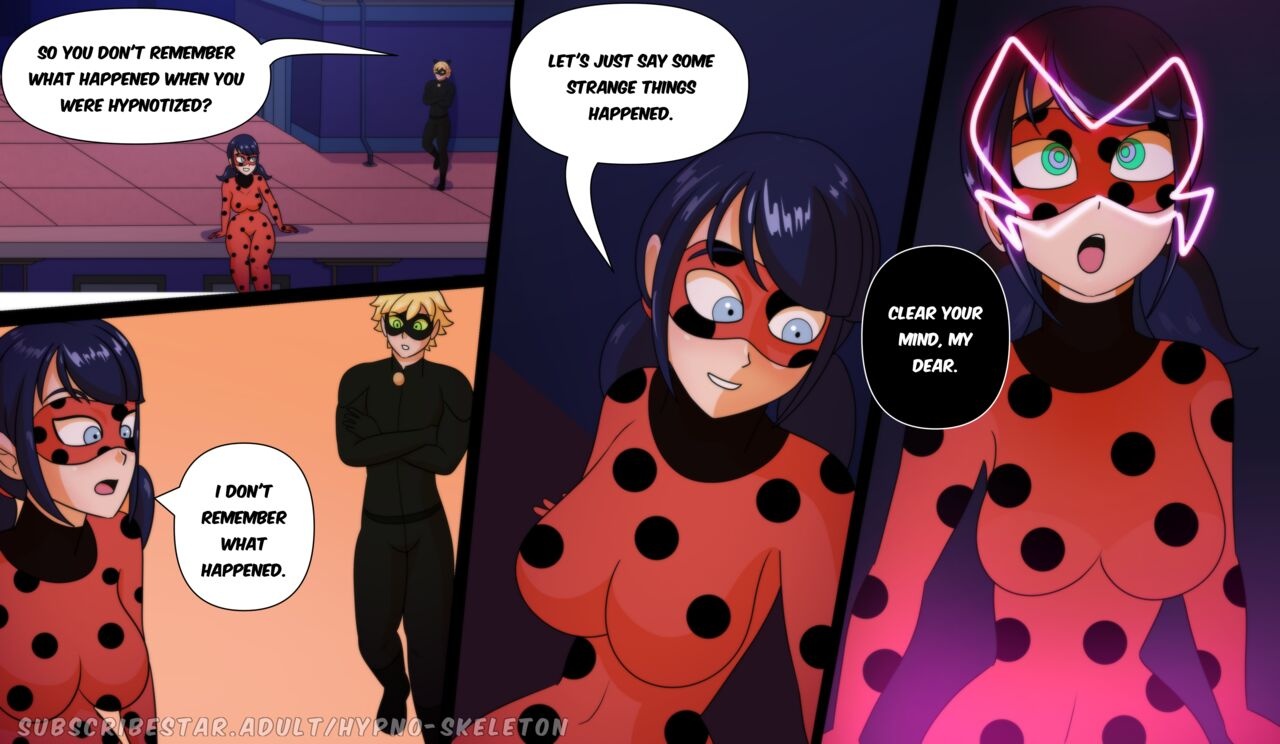 SO YOU DON'T REMEMBER
WHAT HAPPENED WHEN YOU
WERE HYPNOTIZED?
LET'S JUST SAY SOME
STRANGE THINGS
HAPPENED.
CLEAR YOUR
MIND, MY
DEAR.
I DON'T
REMEMBER
WHAT
HAPPENED.
SUBSCRIBESTAR.ADULT/HYPNO-SKELETON